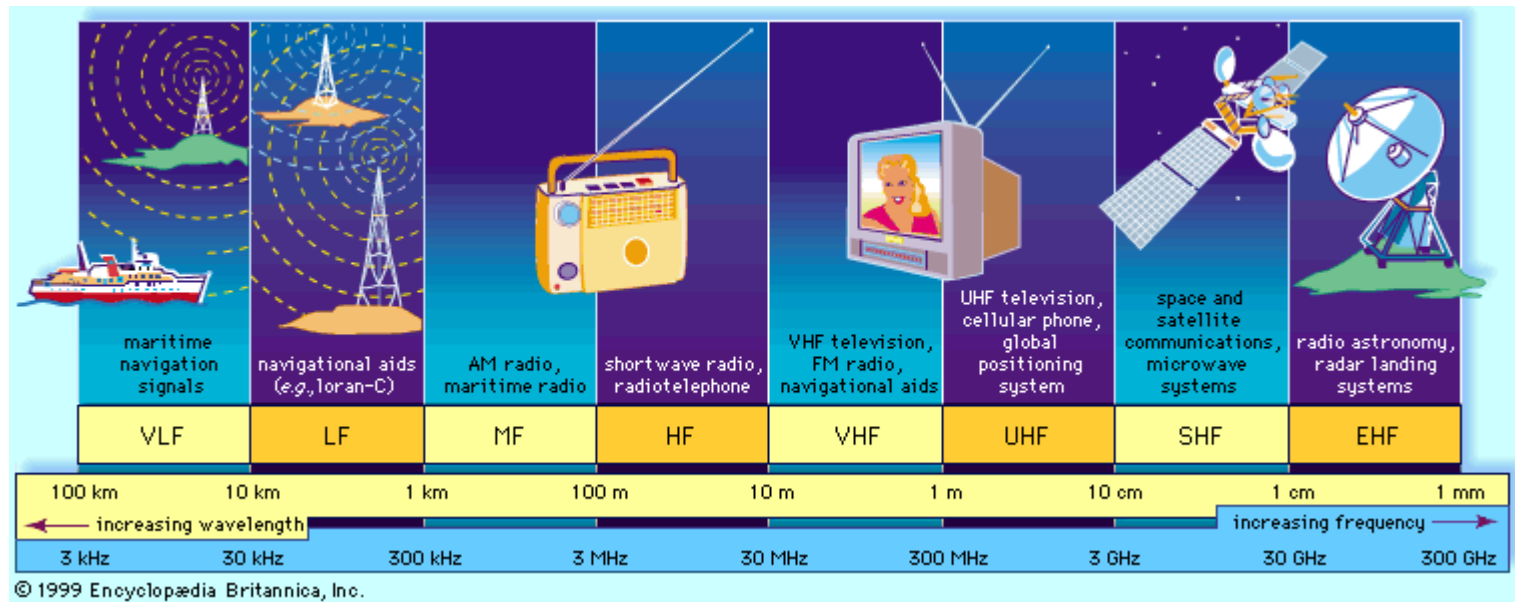 maritime
navigation
signals
navigational aids
(e.g., loran-C)
AM radio,
maritime radio
shortwave radio,
radiotelephone
VHF television,
FM radio,
navigational aids
UHF television,
cellular phone,
global
positioning
system
space and
satellite
communications,
microwave
systems
radio astronomy,
radar landing
systems
VLF LF MF HF VHF UHF SHF EHF
100 km 10 km 1 km 100 m 10 m 1 m 10 cm 1 cm 1 mm
increasing wavelength increasing frequency
3 kHz 30 kHz 300 kHz 3 MHz 30 MHz 300 MHz 3 GHz 30 GHz 300 GHz
© 1999 Encyclopædia Britannica, Inc.